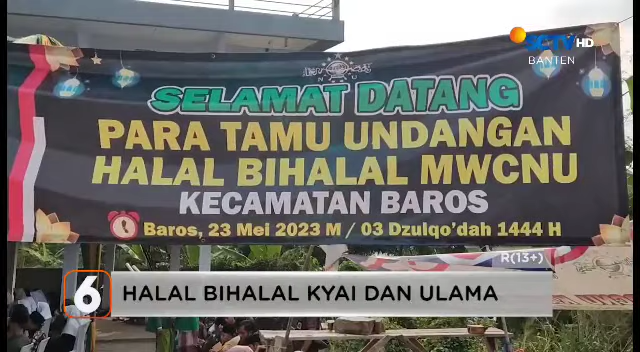 SCTV HD
BANTEN
NU
SELAMAT DATANG
PARA TAMU UNDANGAN
HALAL BIHALAL MWCNU
KECAMATAN BAROS
Baros, 23 Mei 2023 M / 03 Dzulqo'dah 1444 H
R(13+)
6
HALAL BIHALAL KYAI DAN ULAMA